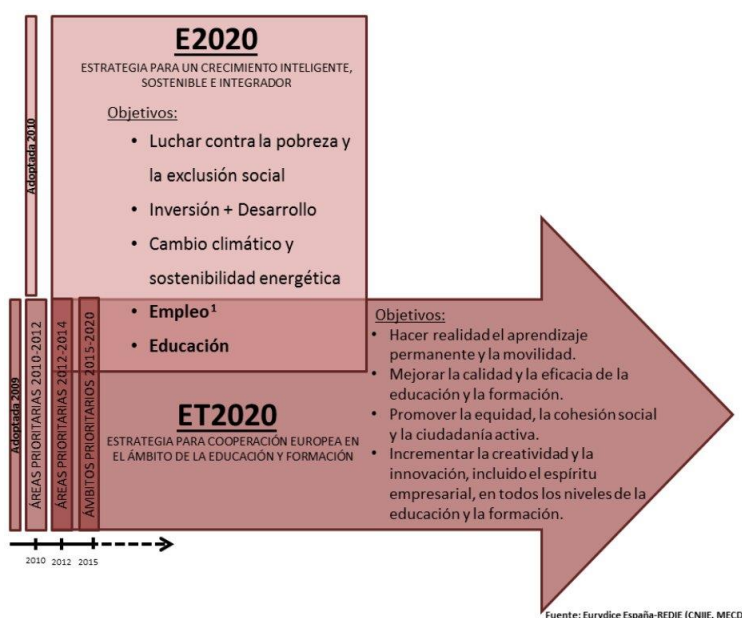 E2020
ESTRATEGIA PARA UN CRECIMIENTO INTELIGENTE,
SOSTENIBLE E INTEGRADOR
Objetivos:
• Luchar contra la pobreza y
la exclusión social
• Inversión + Desarrollo
• Cambio climático y
sostenibilidad energética
• Empleo¹
• Educación
Adoptada 2010
Adoptada 2009
ÁREAS PRIORITARIAS 2010-2012
ÁREAS PRIORITARIAS 2012-2014
ÁMBITOS PRIORITARIOS 2015-2020
ET2020
ESTRATEGIA PARA COOPERACIÓN EUROPEA EN
EL ÁMBITO DE LA EDUCACIÓN Y FORMACIÓN
Objetivos:
• Hacer realidad el aprendizaje
permanente y la movilidad.
• Mejorar la calidad y la eficacia de la
educación y la formación.
• Promover la equidad, la cohesión social
y la ciudadanía activa.
• Incrementar la creatividad y la
innovación, incluido el espíritu
empresarial, en todos los niveles de la
educación y la formación.
2010 2012 2015
Fuente: Eurydice España-REDIE (CNIIE, MECD